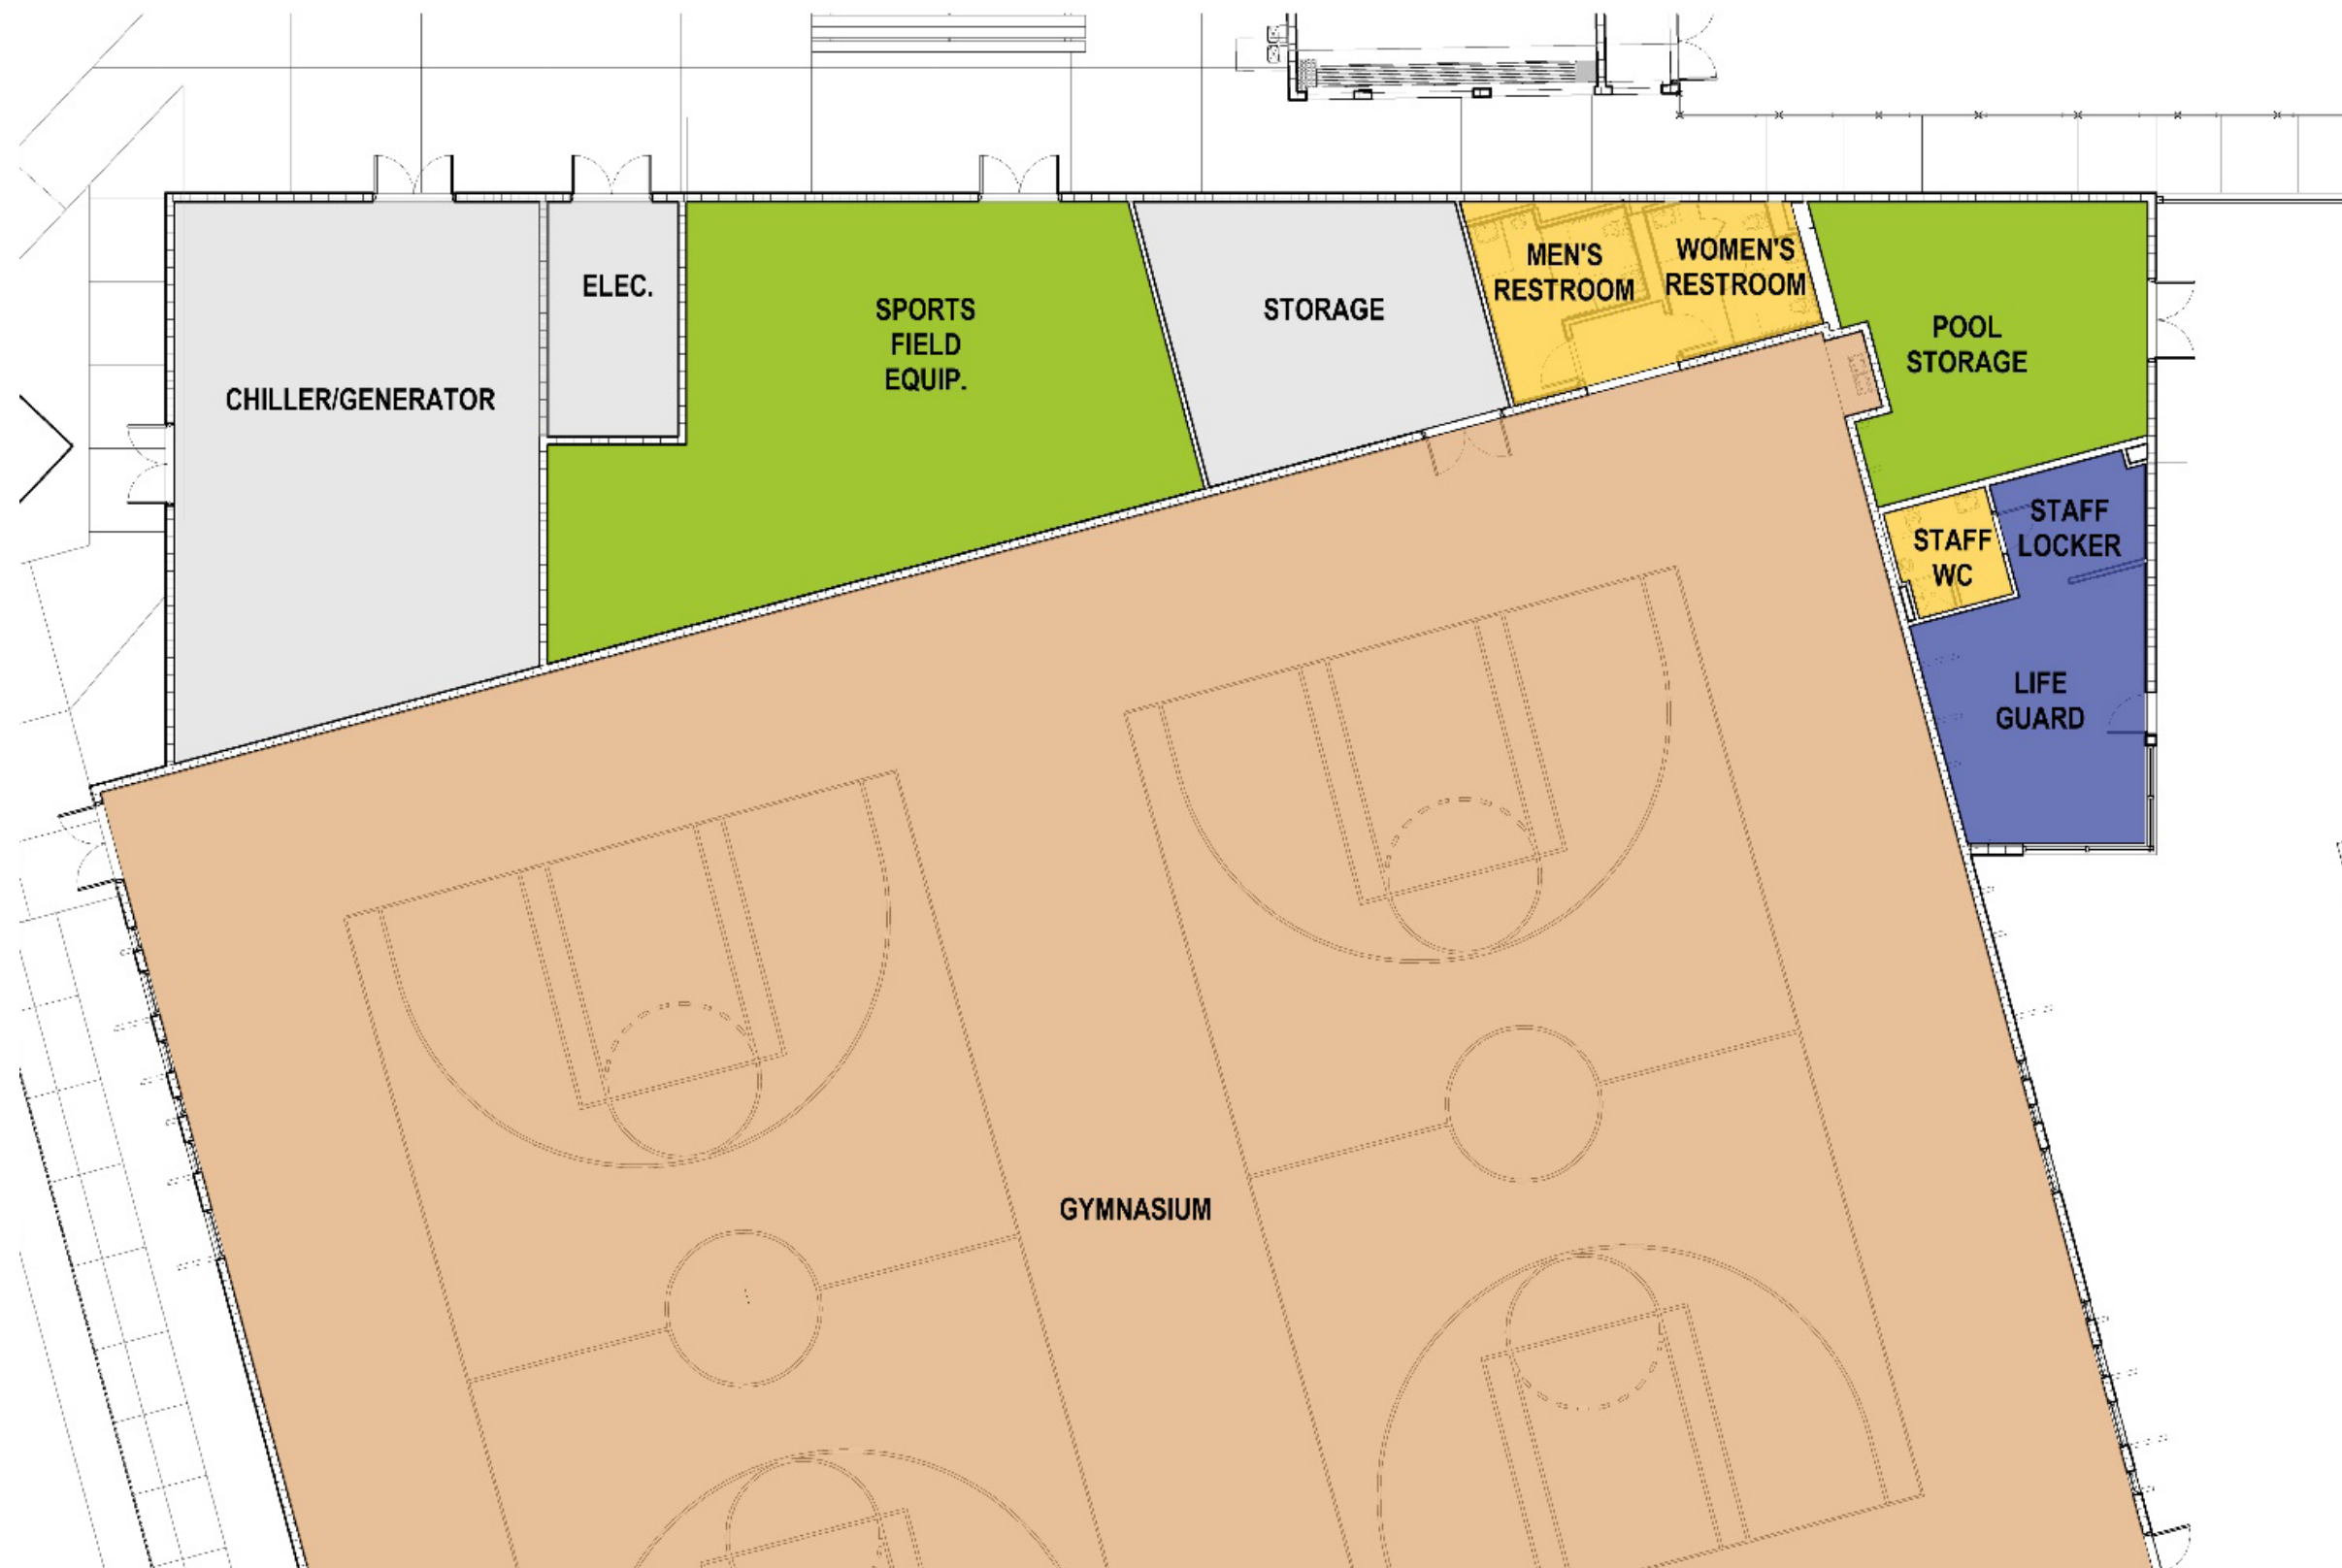 CHILLER/GENERATOR
ELEC.
SPORTS
FIELD
EQUIP.
STORAGE
MEN'S
RESTROOM
WOMEN'S
RESTROOM
POOL
STORAGE
STAFF
WC
STAFF
LOCKER
LIFE
GUARD
GYMNASIUM